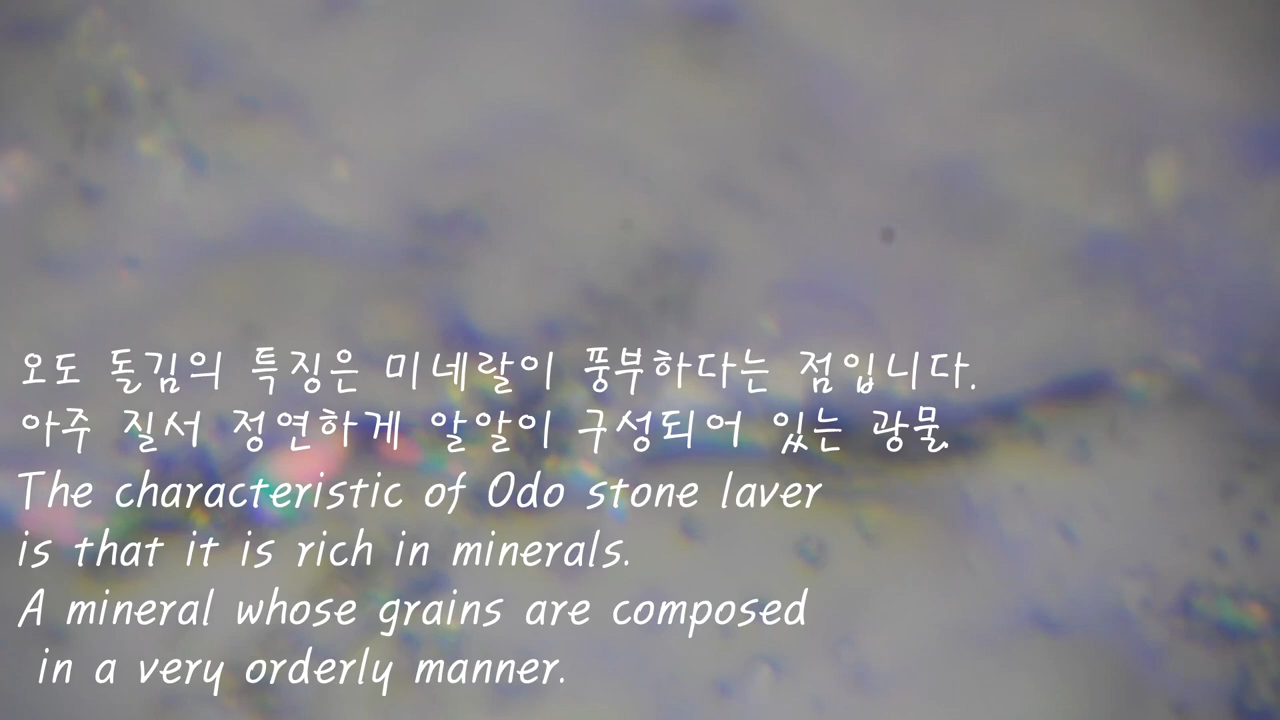 오도 돌김의 특징은 미네랄이 풍부하다는 점입니다.
아주 질서 정연하게 알알이 구성되어 있는 광물.
The characteristic of Odo stone laver
is that it is rich in minerals.
A mineral whose grains are composed
in a very orderly manner.